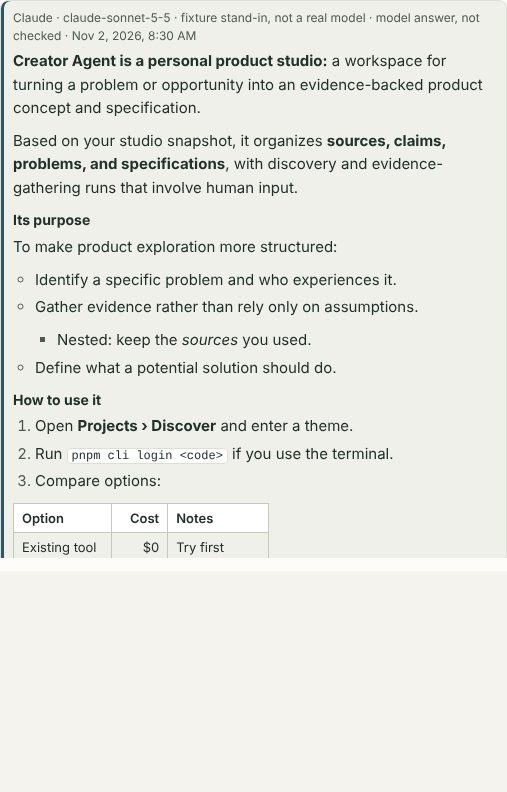 Claude · claude-sonnet-5-5 · fixture stand-in, not a real model · model answer, not
checked · Nov 2, 2026, 8:30 AM
Creator Agent is a personal product studio: a workspace for
turning a problem or opportunity into an evidence-backed product
concept and specification.
Based on your studio snapshot, it organizes sources, claims,
problems, and specifications, with discovery and evidence-
gathering runs that involve human input.
Its purpose
To make product exploration more structured:
Identify a specific problem and who experiences it.
Gather evidence rather than rely only on assumptions.
Nested: keep the sources you used.
Define what a potential solution should do.
How to use it
1. Open Projects › Discover and enter a theme.
2. Run pnpm cli login <code> if you use the terminal.
3. Compare options:
Option Cost Notes
Existing tool $0 Try first